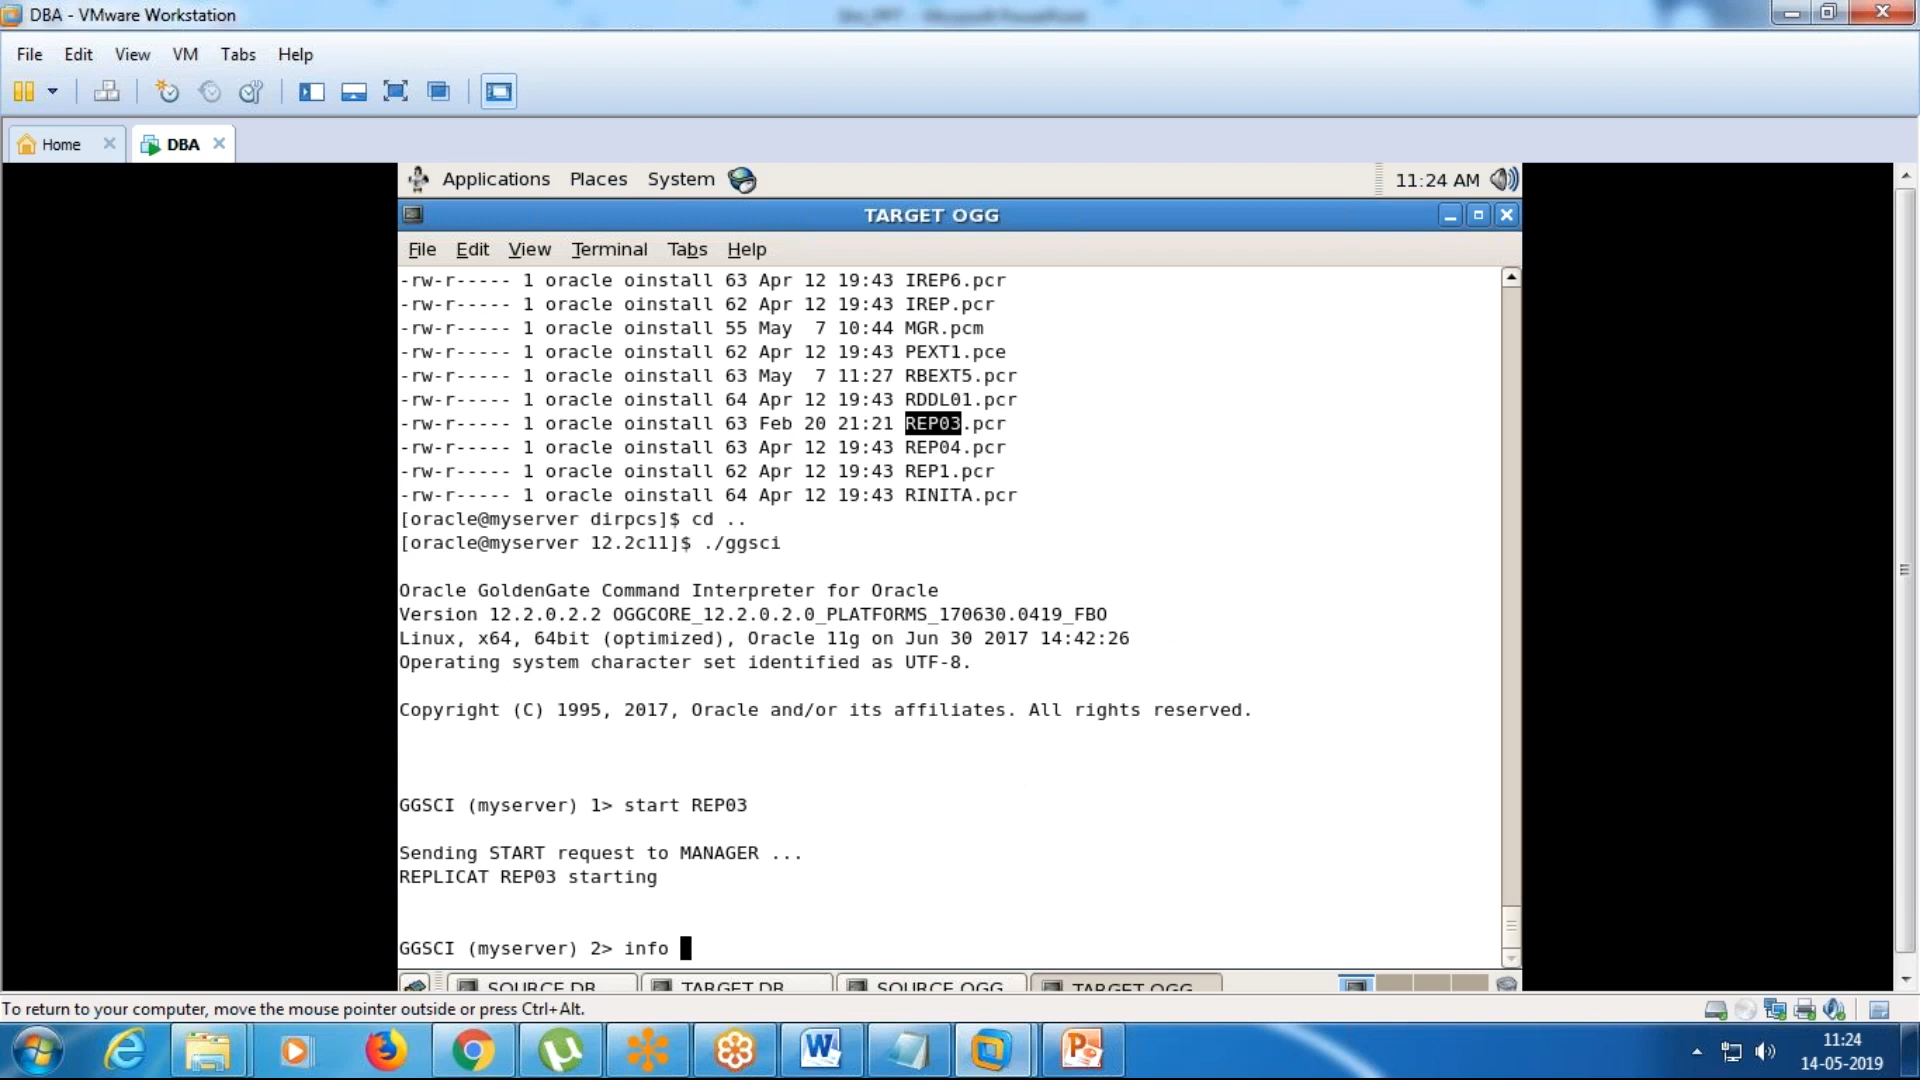 DBA - VMware Workstation
File Edit View VM Tabs Help
Home DBA
Applications Places System 11:24 AM
TARGET OGG
File Edit View Terminal Tabs Help
-rw-r----- 1 oracle oinstall 63 Apr 12 19:43 IREP6.pcr
-rw-r----- 1 oracle oinstall 62 Apr 12 19:43 IREP.pcr
-rw-r----- 1 oracle oinstall 55 May  7 10:44 MGR.pcm
-rw-r----- 1 oracle oinstall 62 Apr 12 19:43 PEXT1.pce
-rw-r----- 1 oracle oinstall 63 May  7 11:27 RBEXT5.pcr
-rw-r----- 1 oracle oinstall 64 Apr 12 19:43 RDDL01.pcr
-rw-r----- 1 oracle oinstall 63 Feb 20 21:21 REP03.pcr
-rw-r----- 1 oracle oinstall 63 Apr 12 19:43 REP04.pcr
-rw-r----- 1 oracle oinstall 62 Apr 12 19:43 REP1.pcr
-rw-r----- 1 oracle oinstall 64 Apr 12 19:43 RINITA.pcr
[oracle@myserver dirpcs]$ cd ..
[oracle@myserver 12.2c11]$ ./ggsci
Oracle GoldenGate Command Interpreter for Oracle
Version 12.2.0.2.2 OGGCORE_12.2.0.2.0_PLATFORMS_170630.0419_FBO
Linux, x64, 64bit (optimized), Oracle 11g on Jun 30 2017 14:42:26
Operating system character set identified as UTF-8.
Copyright (C) 1995, 2017, Oracle and/or its affiliates. All rights reserved.
GGSCI (myserver) 1> start REP03
Sending START request to MANAGER ...
REPLICAT REP03 starting
GGSCI (myserver) 2> info
SOURCE DB TARGET DB SOURCE OGG TARGET OGG
To return to your computer, move the mouse pointer outside or press Ctrl+Alt.
11:24
14-05-2019